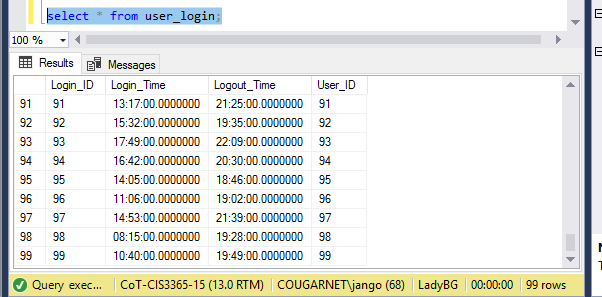 select * from user_login;
100 %
Results Messages
Login_ID Login_Time Logout_Time User_ID
91 91 13:17:00.0000000 21:25:00.0000000 91
92 92 15:32:00.0000000 19:35:00.0000000 92
93 93 17:49:00.0000000 22:09:00.0000000 93
94 94 16:42:00.0000000 20:30:00.0000000 94
95 95 14:05:00.0000000 18:46:00.0000000 95
96 96 11:06:00.0000000 19:02:00.0000000 96
97 97 14:53:00.0000000 21:39:00.0000000 97
98 98 08:15:00.0000000 19:28:00.0000000 98
99 99 10:40:00.0000000 19:49:00.0000000 99
Query exec... CoT-CIS3365-15 (13.0 RTM) COUGARNET\jango (68) LadyBG 00:00:00 99 rows